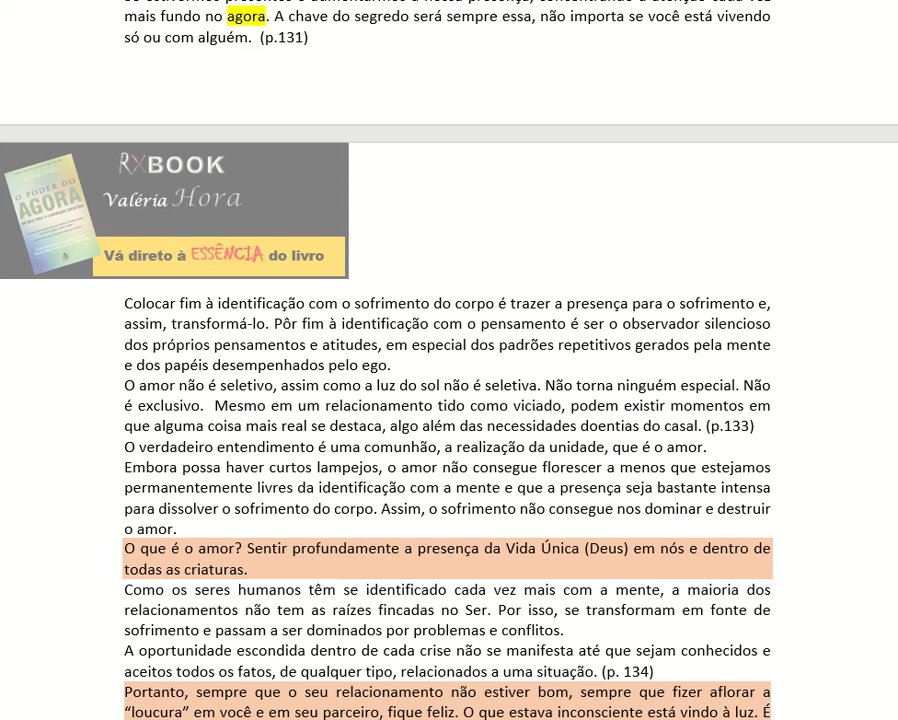 mais fundo no agora. A chave do segredo será sempre essa, não importa se você está vivendo
só ou com alguém.  (p.131)
RXBOOK
Valéria Hora
O PODER DO
AGORA
Vá direto à ESSÊNCIA do livro
Colocar fim à identificação com o sofrimento do corpo é trazer a presença para o sofrimento e,
assim, transformá-lo. Pôr fim à identificação com o pensamento é ser o observador silencioso
dos próprios pensamentos e atitudes, em especial dos padrões repetitivos gerados pela mente
e dos papéis desempenhados pelo ego.
O amor não é seletivo, assim como a luz do sol não é seletiva. Não torna ninguém especial. Não
é exclusivo.  Mesmo em um relacionamento tido como viciado, podem existir momentos em
que alguma coisa mais real se destaca, algo além das necessidades doentias do casal. (p.133)
O verdadeiro entendimento é uma comunhão, a realização da unidade, que é o amor.
Embora possa haver curtos lampejos, o amor não consegue florescer a menos que estejamos
permanentemente livres da identificação com a mente e que a presença seja bastante intensa
para dissolver o sofrimento do corpo. Assim, o sofrimento não consegue nos dominar e destruir
o amor.
O que é o amor? Sentir profundamente a presença da Vida Única (Deus) em nós e dentro de
todas as criaturas.
Como os seres humanos têm se identificado cada vez mais com a mente, a maioria dos
relacionamentos não tem as raízes fincadas no Ser. Por isso, se transformam em fonte de
sofrimento e passam a ser dominados por problemas e conflitos.
A oportunidade escondida dentro de cada crise não se manifesta até que sejam conhecidos e
aceitos todos os fatos, de qualquer tipo, relacionados a uma situação. (p. 134)
Portanto, sempre que o seu relacionamento não estiver bom, sempre que fizer aflorar a
“loucura” em você e em seu parceiro, fique feliz. O que estava inconsciente está vindo à luz. É